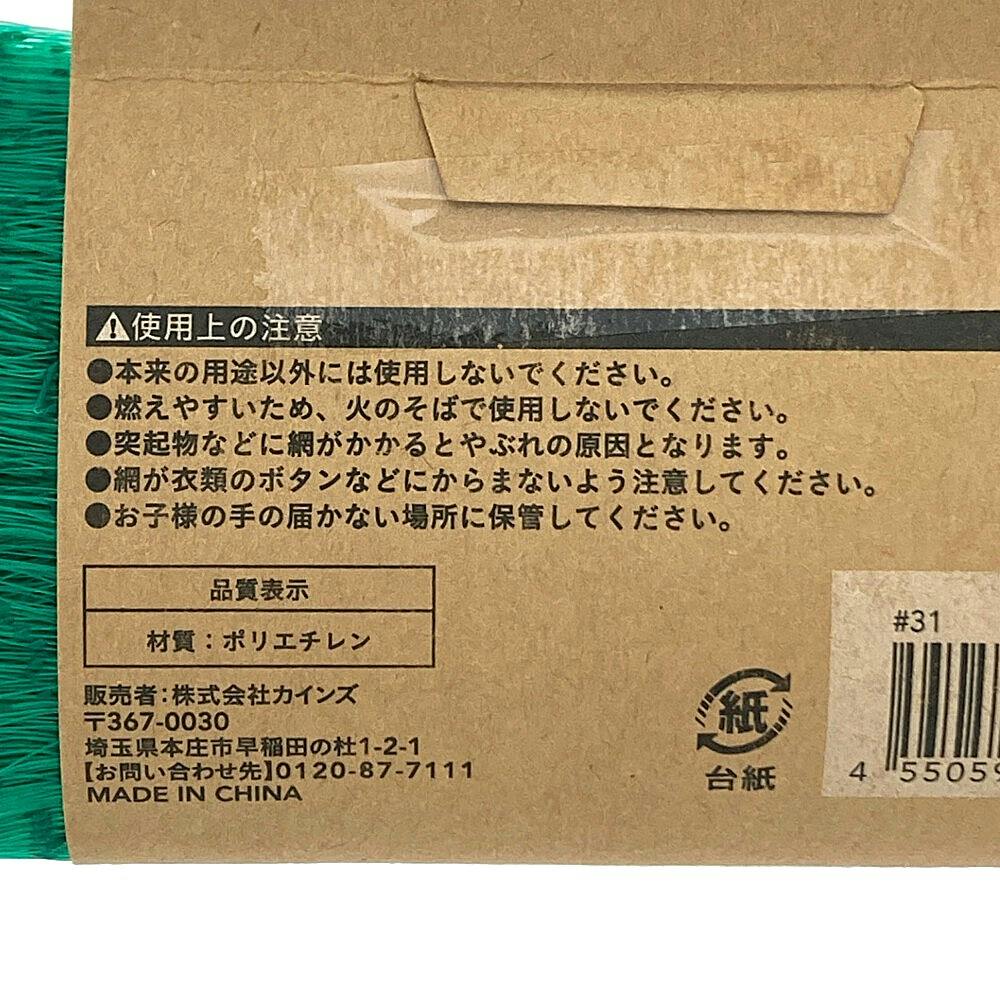 ⚠使用上の注意
●本来の用途以外には使用しないでください。
●燃えやすいため、火のそばで使用しないでください。
●突起物などに網がかかるとやぶれの原因となります。
●網が衣類のボタンなどにからまないよう注意してください。
●お子様の手の届かない場所に保管してください。
品質表示
材質：ポリエチレン
販売者：株式会社カインズ
〒367-0030
埼玉県本庄市早稲田の杜1-2-1
【お問い合わせ先】0120-87-7111
MADE IN CHINA
紙
台紙
#31
4 55059